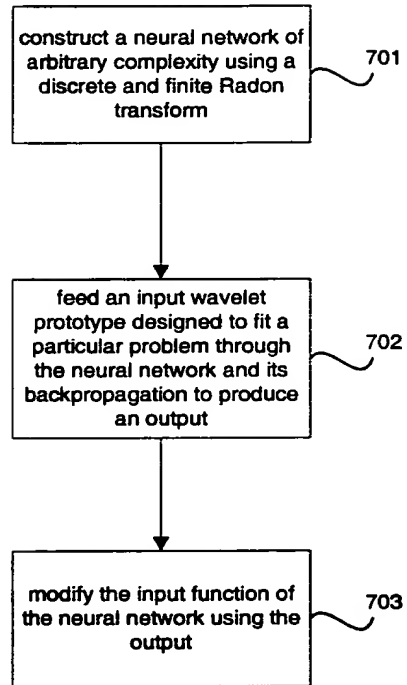 construct a neural network of
arbitrary complexity using a
discrete and finite Radon
transform
701
feed an input wavelet
prototype designed to fit a
particular problem through
the neural network and its
backpropagation to produce
an output
702
modify the input function of
the neural network using the
output
703